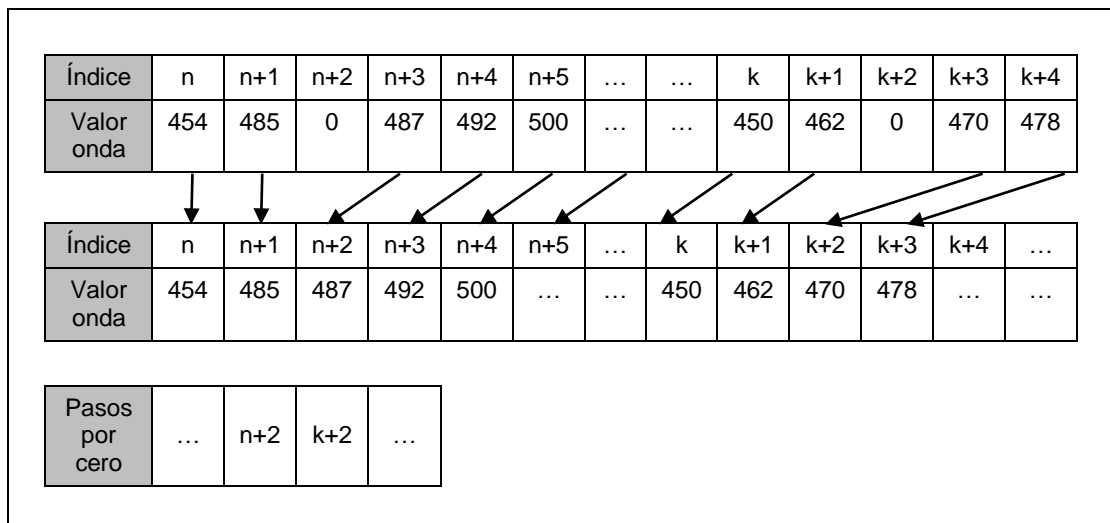 Índice n n+1 n+2 n+3 n+4 n+5 … … k k+1 k+2 k+3 k+4
Valor onda 454 485 0 487 492 500 … … 450 462 0 470 478
Índice n n+1 n+2 n+3 n+4 n+5 … k k+1 k+2 k+3 k+4 …
Valor onda 454 485 487 492 500 … … 450 462 470 478 … …
Pasos por cero … n+2 k+2 …